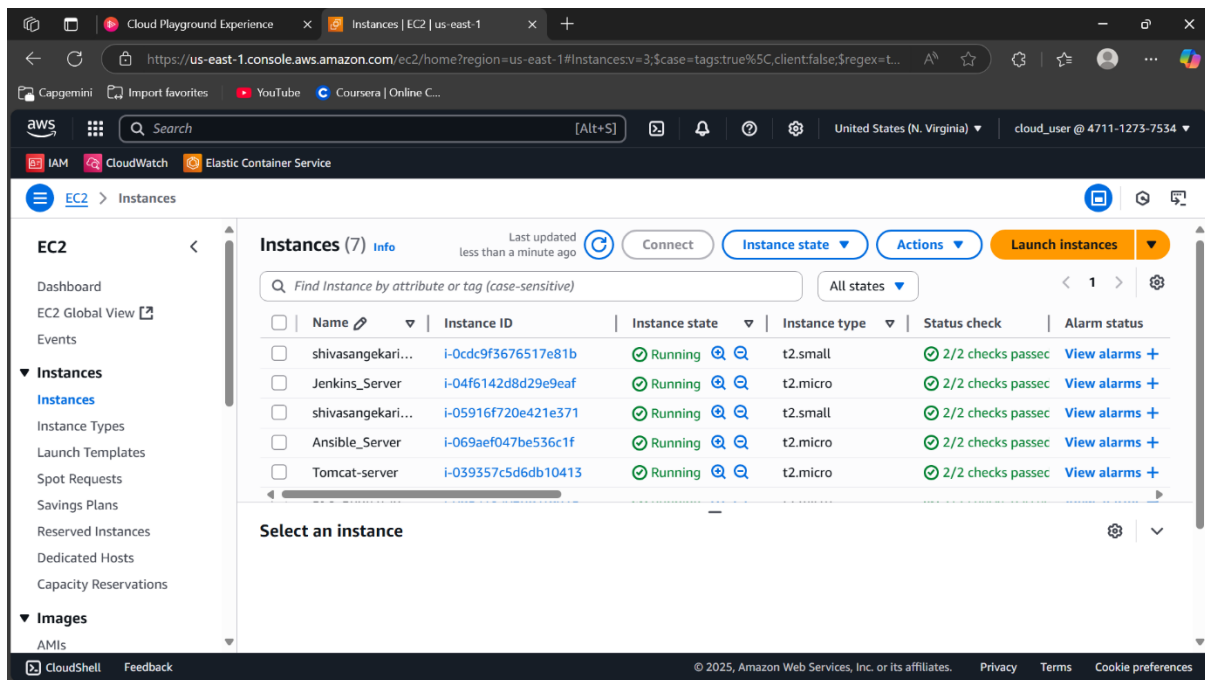 Cloud Playground Experience
Instances | EC2 | us-east-1
https://us-east-1.console.aws.amazon.com/ec2/home?region=us-east-1#Instances:v=3;$case=tags:true%5C,client:false;$regex=t...
Capgemini Import favorites YouTube Coursera | Online C...
aws Search [Alt+S] United States (N. Virginia) cloud_user @ 4711-1273-7534
IAM CloudWatch Elastic Container Service
EC2 > Instances
EC2
Dashboard
EC2 Global View
Events
Instances
Instances
Instance Types
Launch Templates
Spot Requests
Savings Plans
Reserved Instances
Dedicated Hosts
Capacity Reservations
Images
AMIs
Instances (7) Info
Last updated
less than a minute ago
Connect Instance state Actions Launch instances
Find Instance by attribute or tag (case-sensitive) All states 1
Name Instance ID Instance state Instance type Status check Alarm status
shivasangekari... i-0cdc9f3676517e81b Running t2.small 2/2 checks passec View alarms +
Jenkins_Server i-04f6142d8d29e9eaf Running t2.micro 2/2 checks passec View alarms +
shivasangekari... i-05916f720e421e371 Running t2.small 2/2 checks passec View alarms +
Ansible_Server i-069aef047be536c1f Running t2.micro 2/2 checks passec View alarms +
Tomcat-server i-039357c5d6db10413 Running t2.micro 2/2 checks passec View alarms +
Select an instance
CloudShell Feedback © 2025, Amazon Web Services, Inc. or its affiliates. Privacy Terms Cookie preferences